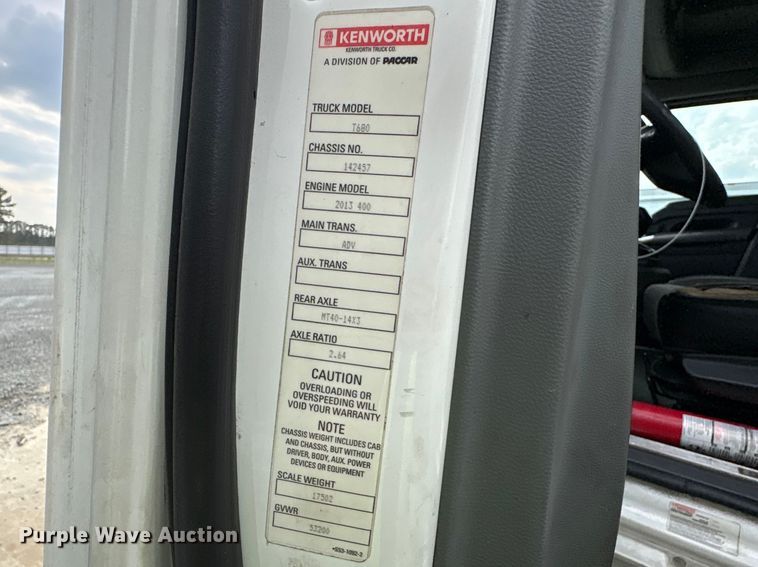 KENWORTH
KENWORTH TRUCK CO.
A DIVISION OF PACCAR
TRUCK MODEL
T680
CHASSIS NO.
142457
ENGINE MODEL
2013 400
MAIN TRANS.
ADV
AUX. TRANS
REAR AXLE
MT40-14X3
AXLE RATIO
2.64
CAUTION
OVERLOADING OR
OVERSPEEDING WILL
VOID YOUR WARRANTY
NOTE
CHASSIS WEIGHT INCLUDES CAB
AND CHASSIS, BUT WITHOUT
DRIVER, BODY, AUX. POWER
DEVICES OR EQUIPMENT
SCALE WEIGHT
17502
GVWR
53200
Purple Wave Auction